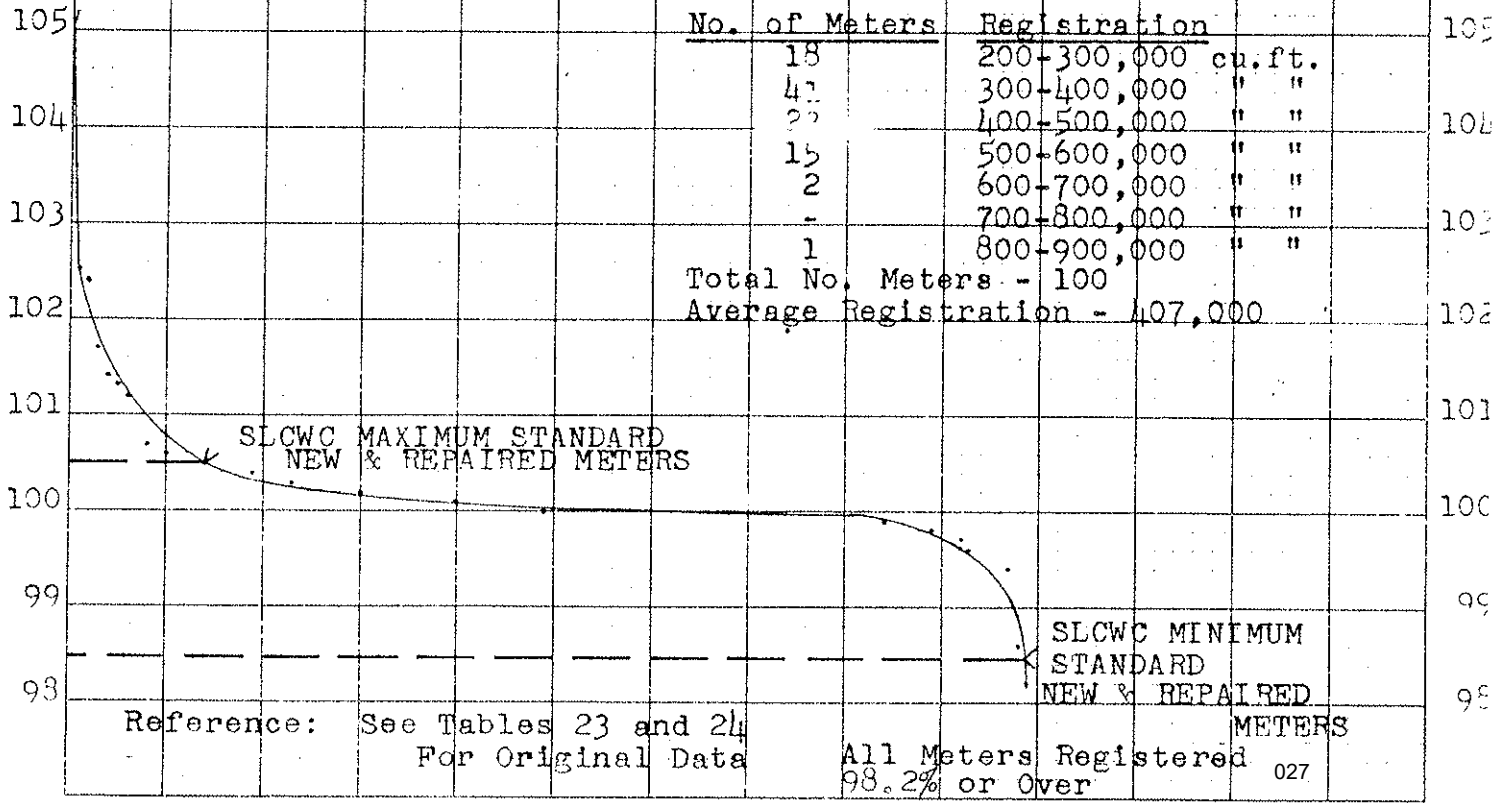 105 No. of Meters Registration
18 200-300,000 cu.ft.
300-400,000 " "
104 400-500,000 " "
15 500-600,000 " "
2 600-700,000 " "
103 - 700-800,000 " "
1 800-900,000 " "
Total No. Meters - 100
102 Average Registration - 407,000
101
SLCWC MAXIMUM STANDARD
NEW & REPAIRED METERS
100
99
SLCWC MINIMUM
STANDARD
98 NEW & REPAIRED
METERS
Reference: See Tables 23 and 24
For Original Data
All Meters Registered
98.2% or Over
027